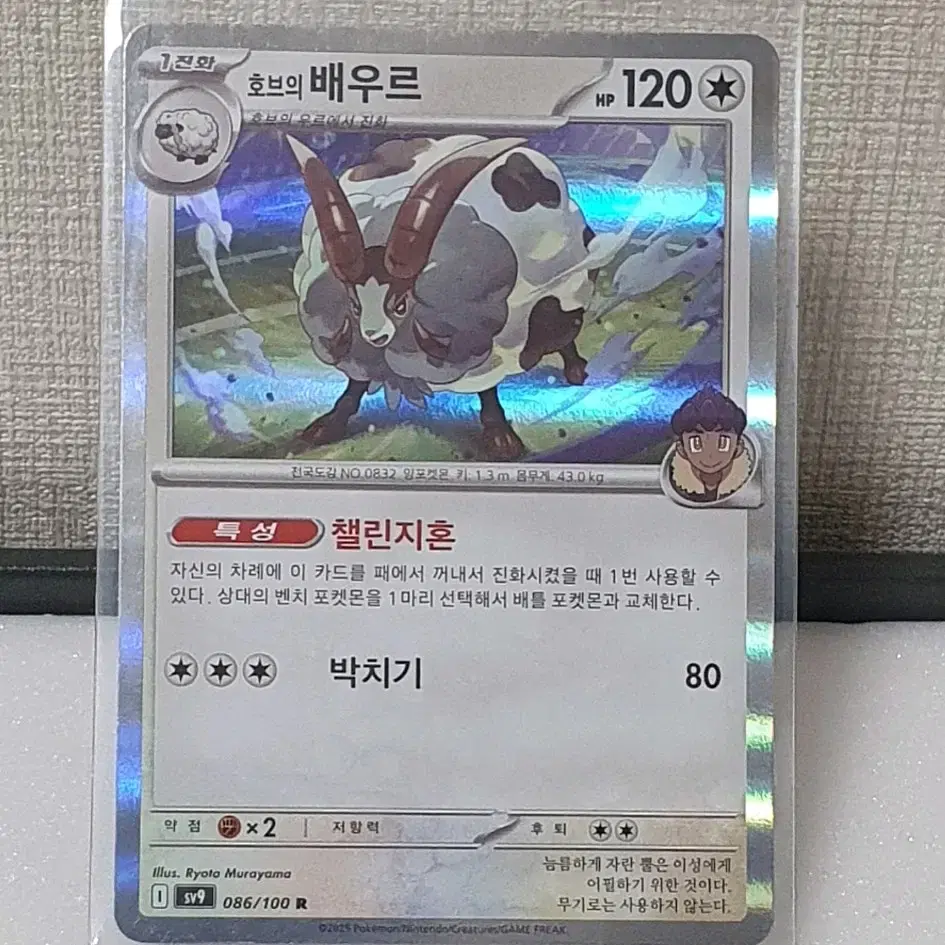 1진화
호브의 배우르
HP 120
호브의 우르에서 진화
전국도감 NO.0832 양포켓몬 키: 1.3 m 몸무게: 43.0 kg
특성 챌린지혼
자신의 차례에 이 카드를 패에서 꺼내서 진화시켰을 때 1번 사용할 수
있다. 상대의 벤치 포켓몬을 1마리 선택해서 배틀 포켓몬과 교체한다.
박치기 80
약점 ×2 저항력 후퇴
Illus. Ryota Murayama
늠름하게 자란 뿔은 이성에게
어필하기 위한 것이다.
무기로는 사용하지 않는다.
I sv9 086/100 R
©2025 Pokémon/Nintendo/Creatures/GAME FREAK.